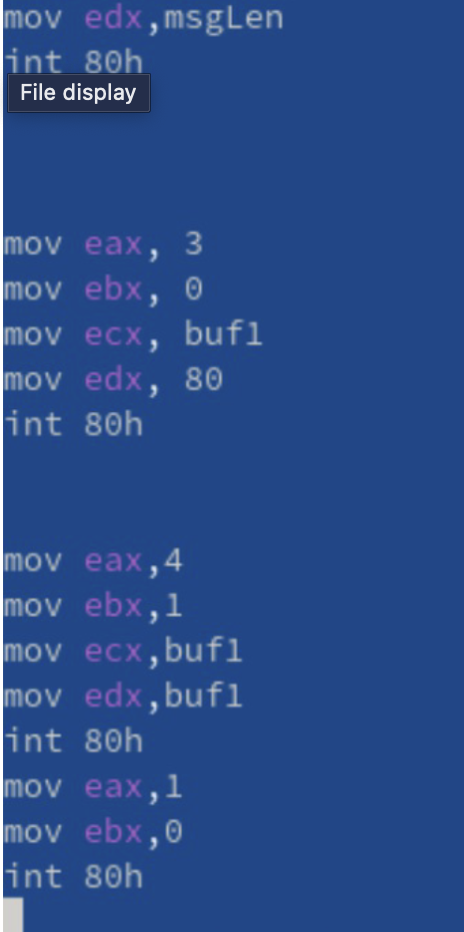 mov edx,msgLen
int 80h
File display
mov eax, 3
mov ebx, 0
mov ecx, buf1
mov edx, 80
int 80h
mov eax,4
mov ebx,1
mov ecx,buf1
mov edx,buf1
int 80h
mov eax,1
mov ebx,0
int 80h